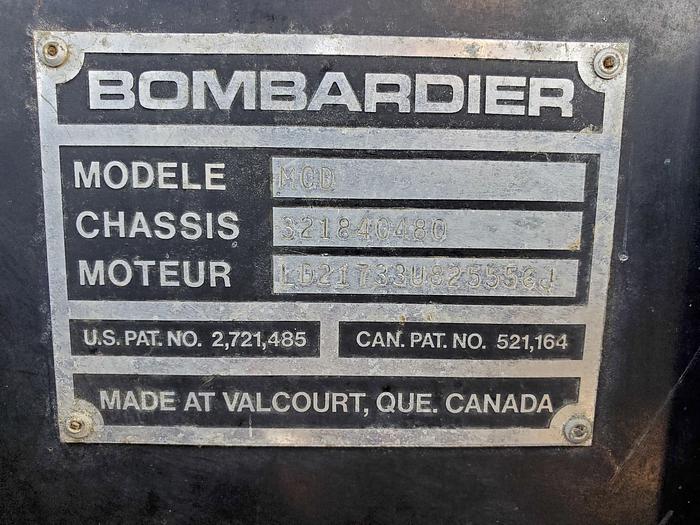 BOMBARDIER
MODELE MCD
CHASSIS 321840480
MOTEUR
U.S. PAT. NO. 2,721,485
CAN. PAT. NO. 521,164
MADE AT VALCOURT, QUE. CANADA